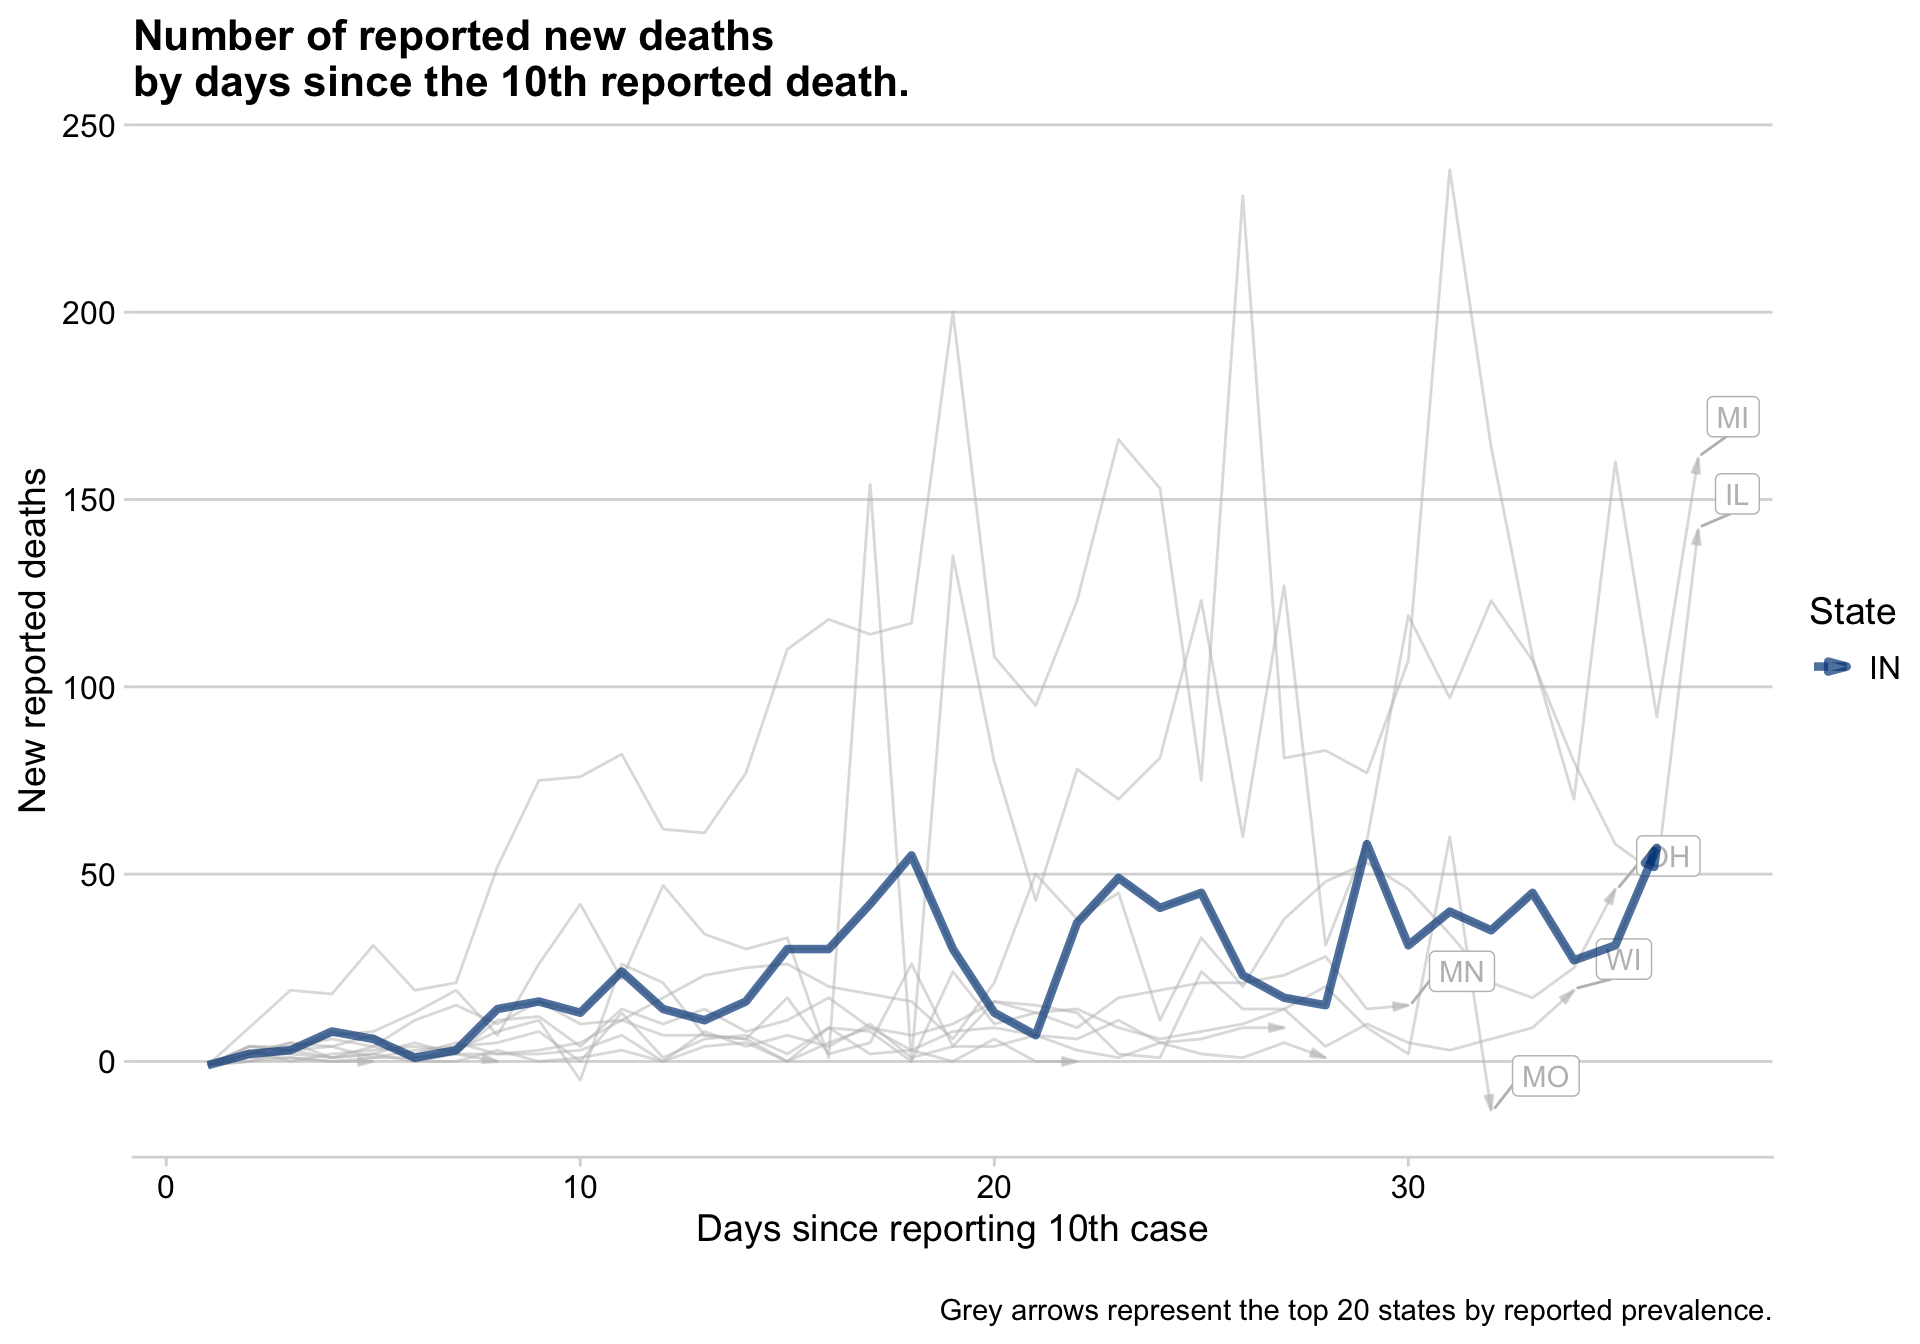 Number of reported new deaths
by days since the 10th reported death.
250
200
150
100
50
0
New reported deaths
MI
IL
OH
WI
MN
MO
State
IN
0 10 20 30
Days since reporting 10th case
Grey arrows represent the top 20 states by reported prevalence.